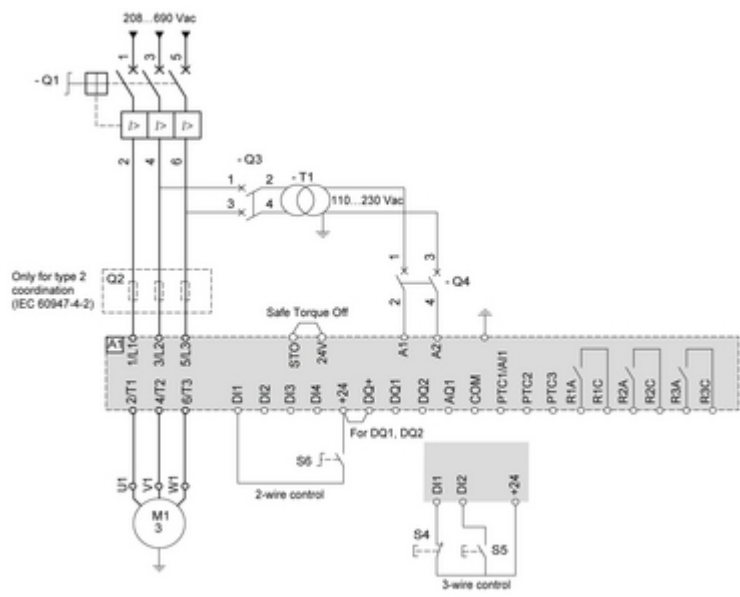 208...690 Vac
1 3 5
- Q1
2 4 6
- Q3
1 2
3 4
- T1
110...230 Vac
1 3
- Q4
2 4
Only for type 2
coordination
(IEC 60947-4-2)
Q2
Safe Torque Off
A1
1/L1 3/L2 5/L3 STO 24V A1 A2
2/T1 4/T2 6/T3 DI1 DI2 DI3 DI4 +24 DQ+ DQ1 DQ2 AQ1 COM PTC1/AI1 PTC2 PTC3 R1A R1C R2A R2C R3A R3C
For DQ1, DQ2
S6
2-wire control
U1 V1 W1
M1
3
DI1 DI2 +24
S4 S5
3-wire control